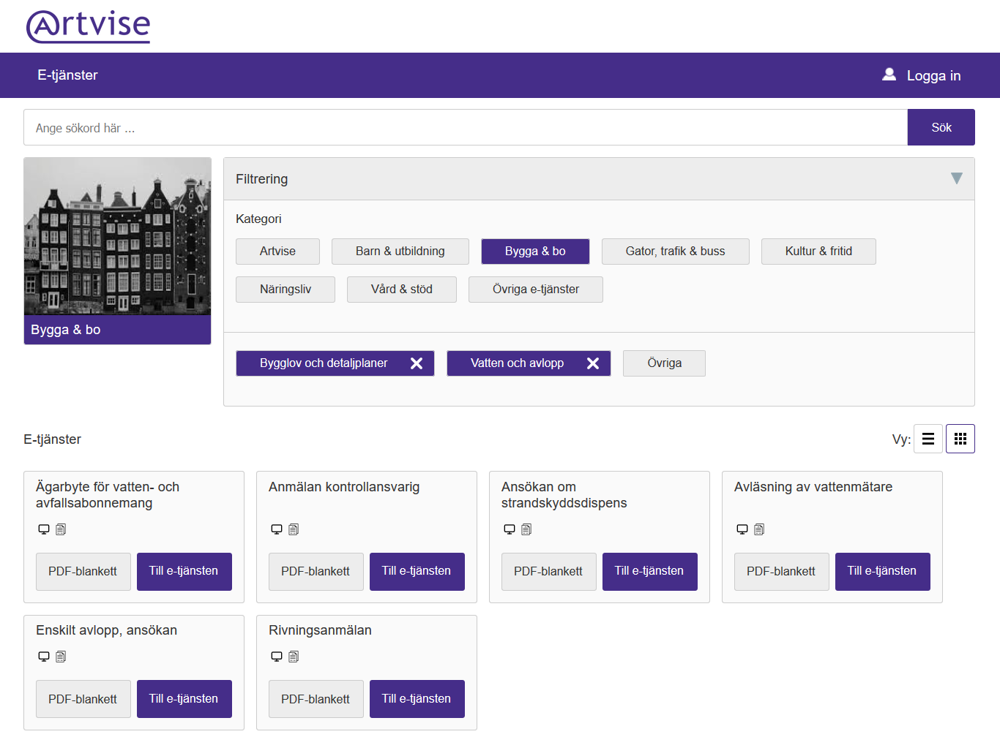 Artvise
E-tjänster
Logga in
Ange sökord här ...
Sök
Bygga & bo
Filtrering
Kategori
Artvise
Barn & utbildning
Bygga & bo
Gator, trafik & buss
Kultur & fritid
Näringsliv
Vård & stöd
Övriga e-tjänster
Bygglov och detaljplaner
Vatten och avlopp
Övriga
E-tjänster
Vy:
Ägarbyte för vatten- och
avfallsabonnemang
PDF-blankett
Till e-tjänsten
Anmälan kontrollansvarig
PDF-blankett
Till e-tjänsten
Ansökan om
strandskyddsdispens
PDF-blankett
Till e-tjänsten
Avläsning av vattenmätare
PDF-blankett
Till e-tjänsten
Enskilt avlopp, ansökan
PDF-blankett
Till e-tjänsten
Rivningsanmälan
PDF-blankett
Till e-tjänsten